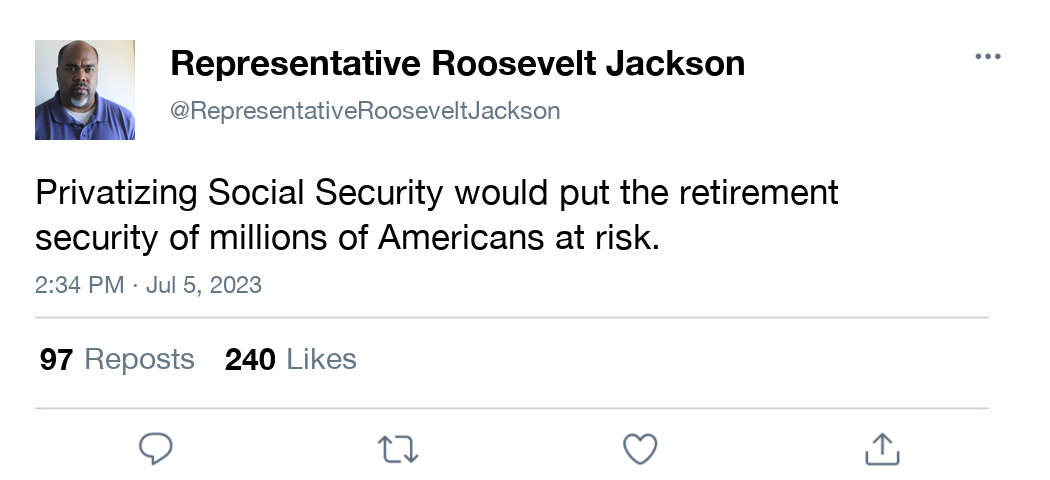 Representative Roosevelt Jackson
@RepresentativeRooseveltJackson
Privatizing Social Security would put the retirement
security of millions of Americans at risk.
2:34 PM · Jul 5, 2023
97 Reposts 240 Likes